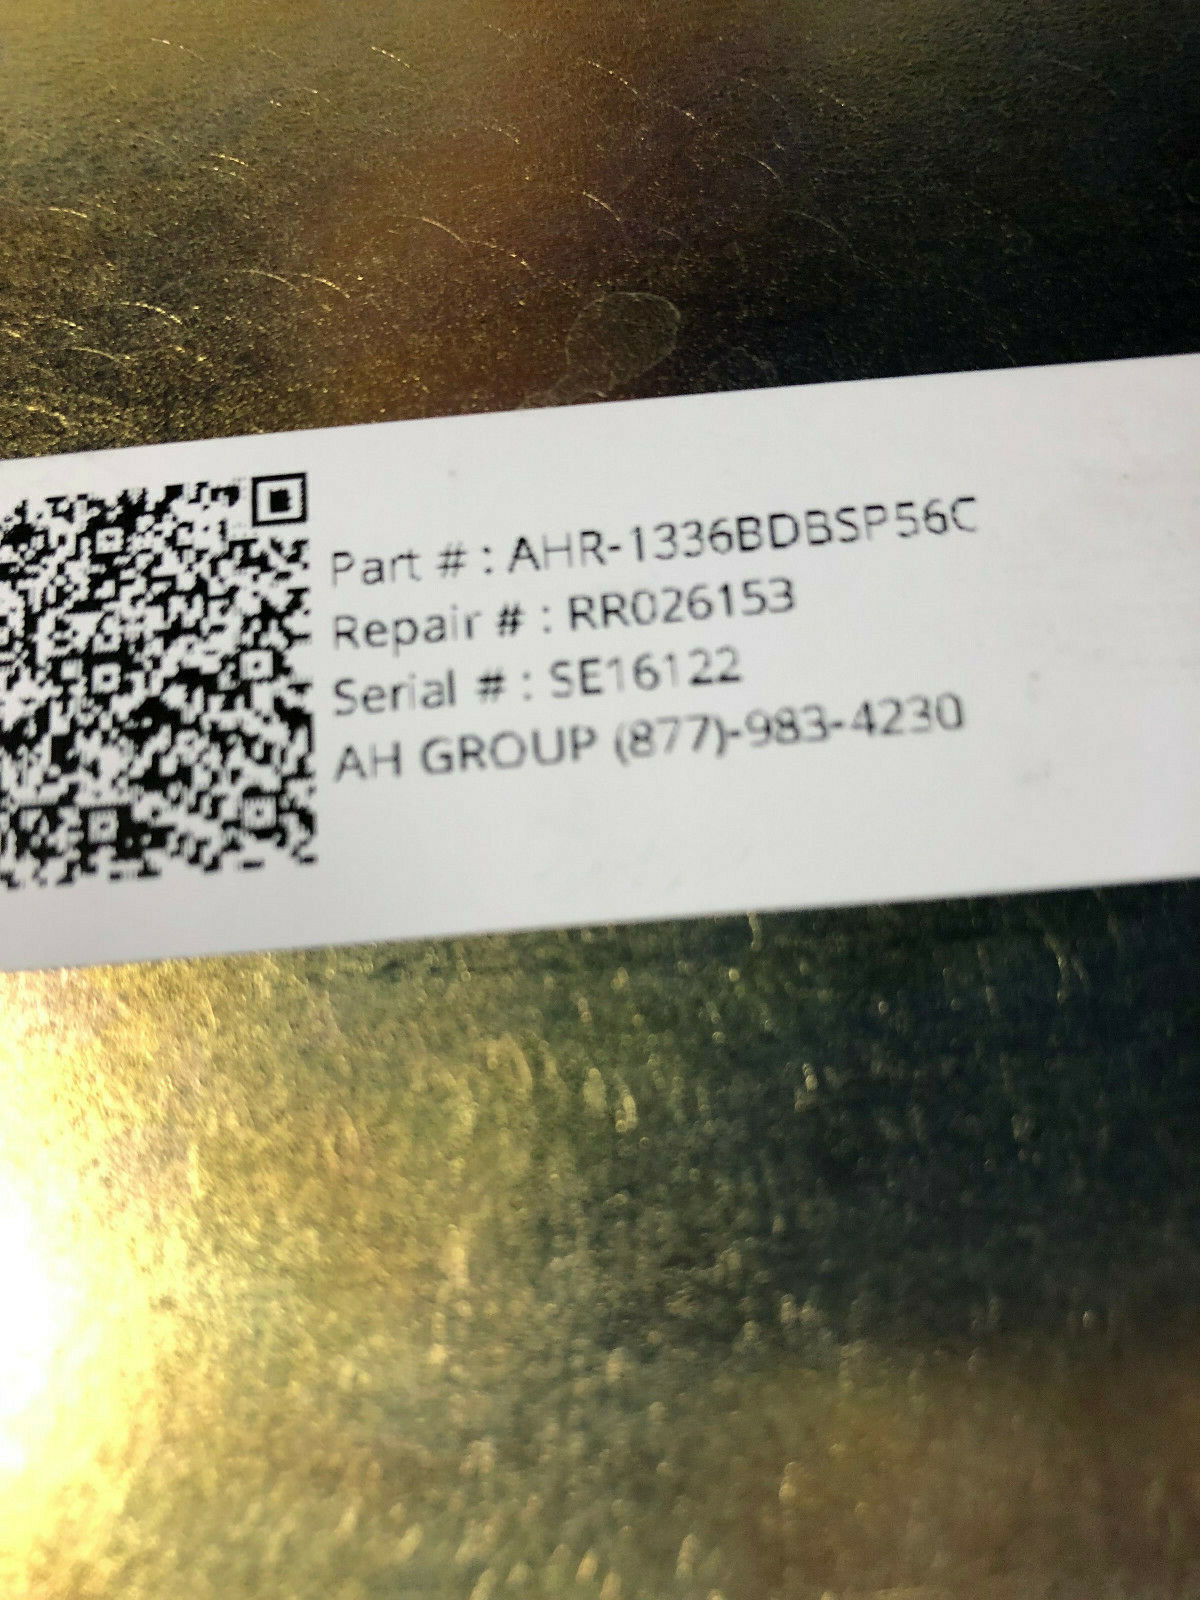 Part # : AHR-1336BDBSP56C
Repair # : RR026153
Serial # : SE16122
AH GROUP (877)-983-4230